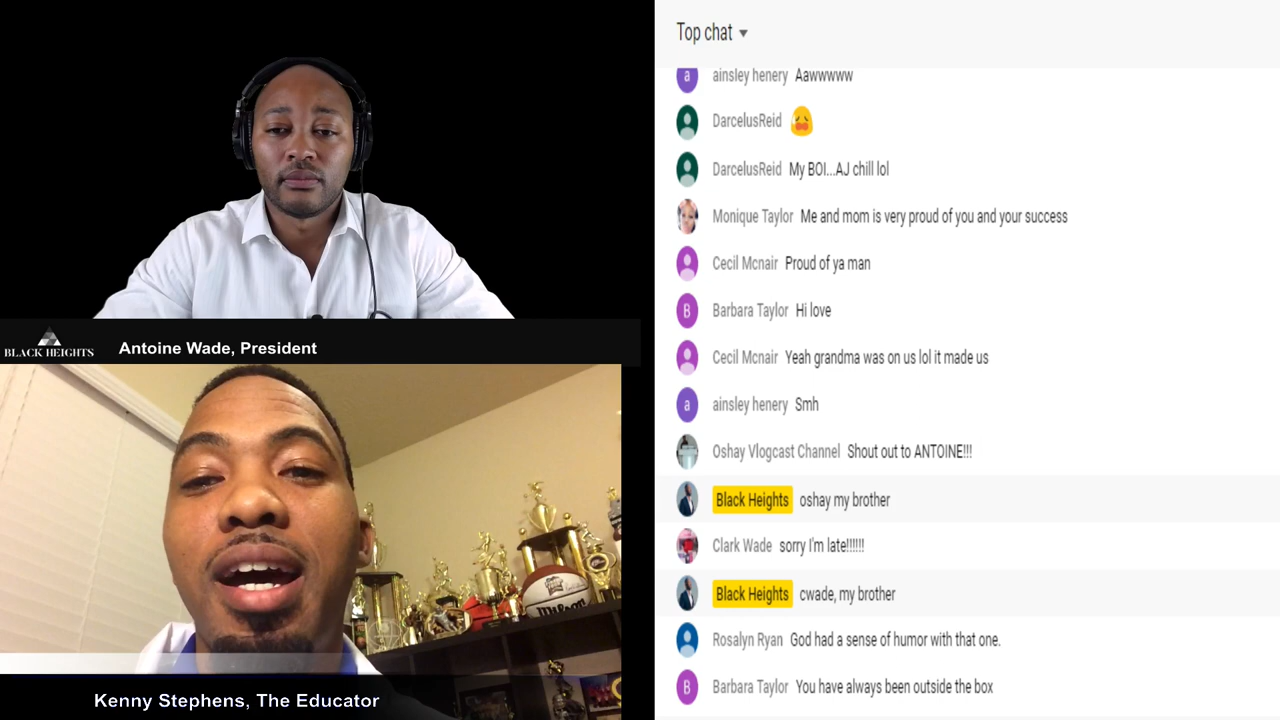 BLACK HEIGHTS
Antoine Wade, President
Kenny Stephens, The Educator
Wilson
Top chat
a
ainsley henery Aawwwww
DarcelusReid
DarcelusReid My BOI...AJ chill lol
Monique Taylor Me and mom is very proud of you and your success
Cecil Mcnair Proud of ya man
B
Barbara Taylor Hi love
Cecil Mcnair Yeah grandma was on us lol it made us
a
ainsley henery Smh
Oshay Vlogcast Channel Shout out to ANTOINE!!!
Black Heights oshay my brother
Clark Wade sorry I'm late!!!!!!
Black Heights cwade, my brother
Rosalyn Ryan God had a sense of humor with that one.
B
Barbara Taylor You have always been outside the box